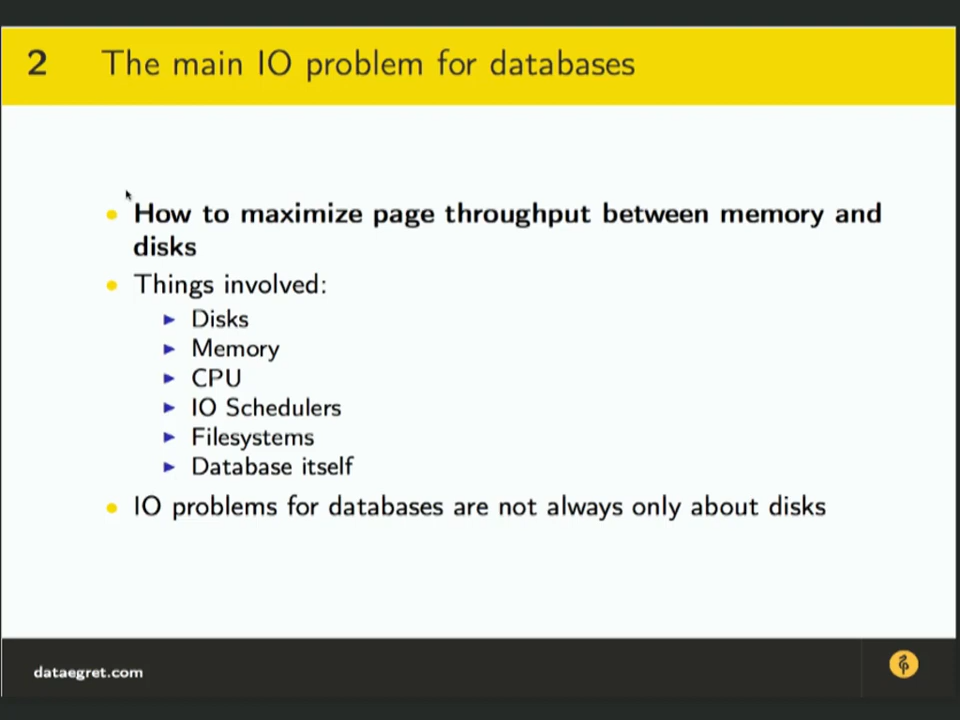 2 The main IO problem for databases
How to maximize page throughput between memory and
disks
Things involved:
Disks
Memory
CPU
IO Schedulers
Filesystems
Database itself
IO problems for databases are not always only about disks
dataegret.com